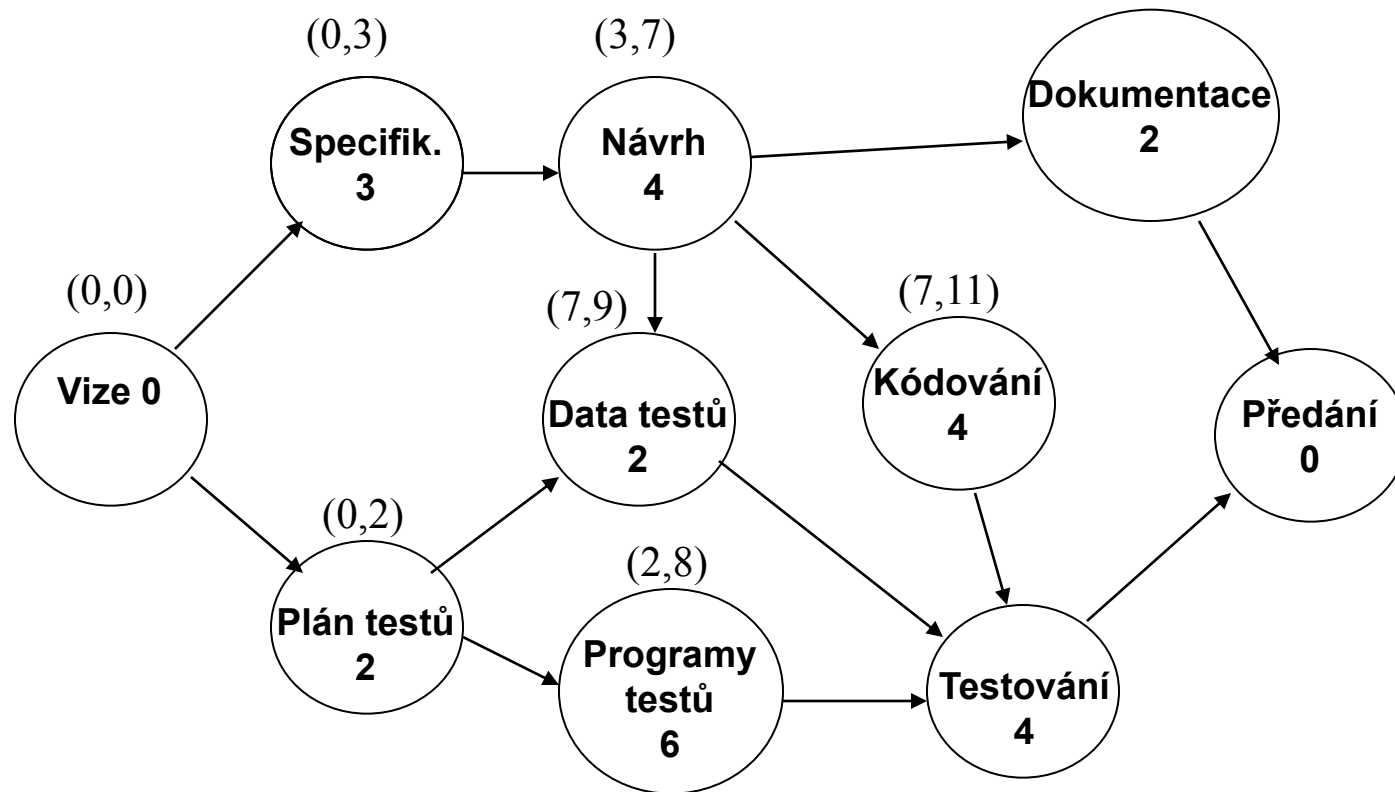 (0,3)
(3,7)
Dokumentace
2
Specifik.
3
Návrh
4
(0,0)
Vize 0
(7,9)
(7,11)
Data testů
2
Kódování
4
Předání
0
(0,2)
Plán testů
2
(2,8)
Programy
testů
6
Testování
4